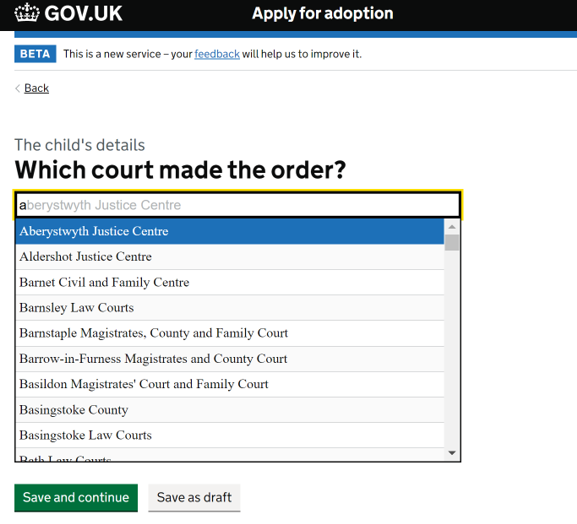 GOV.UK Apply for adoption
BETA This is a new service – your feedback will help us to improve it.
Back
The child's details
Which court made the order?
aberystwyth Justice Centre
Aberystwyth Justice Centre
Aldershot Justice Centre
Barnet Civil and Family Centre
Barnsley Law Courts
Barnstaple Magistrates, County and Family Court
Barrow-in-Furness Magistrates and County Court
Basildon Magistrates' Court and Family Court
Basingstoke County
Basingstoke Law Courts
Bath Law Courts
Save and continue Save as draft